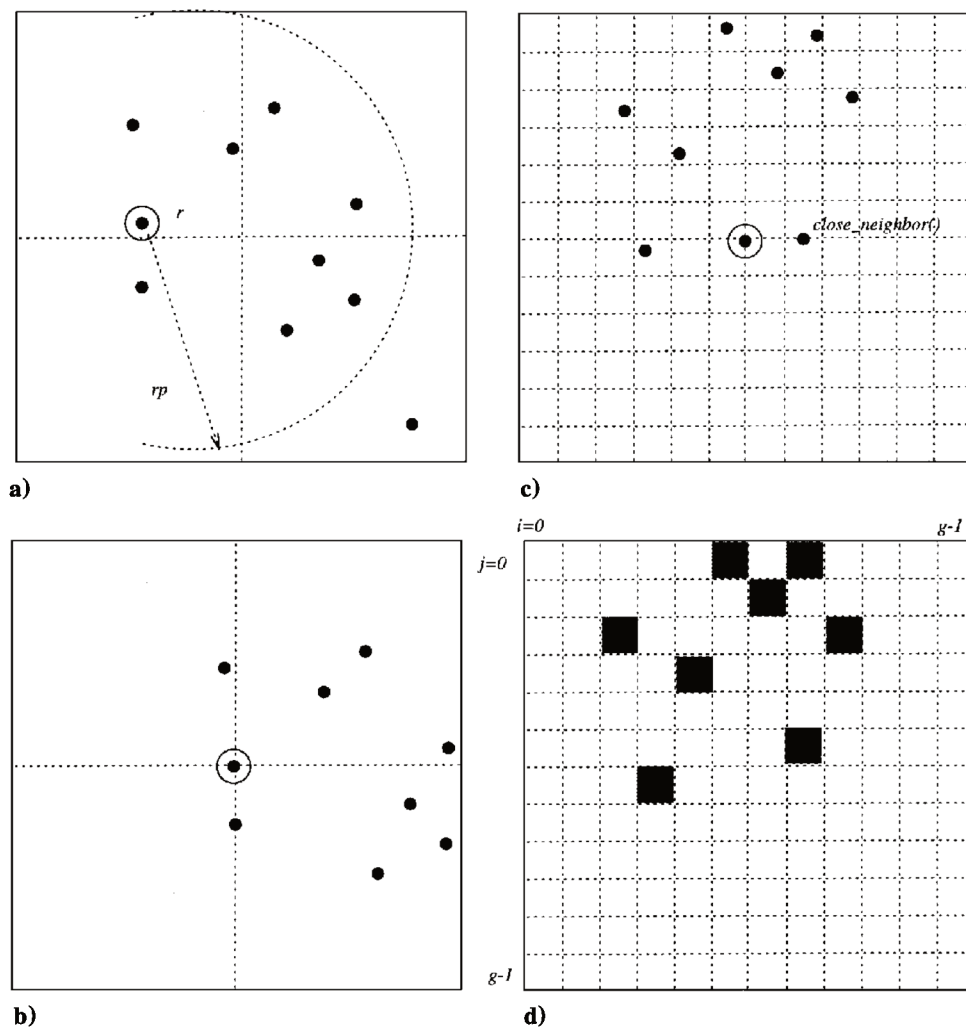 r
rp
a)
close_neighbor()
c)
b)
i=0
g-1
j=0
g-1
d)